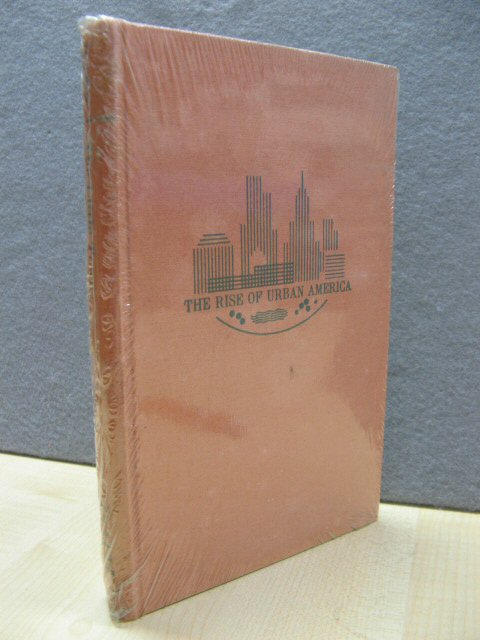 THE RISE OF URBAN AMERICA